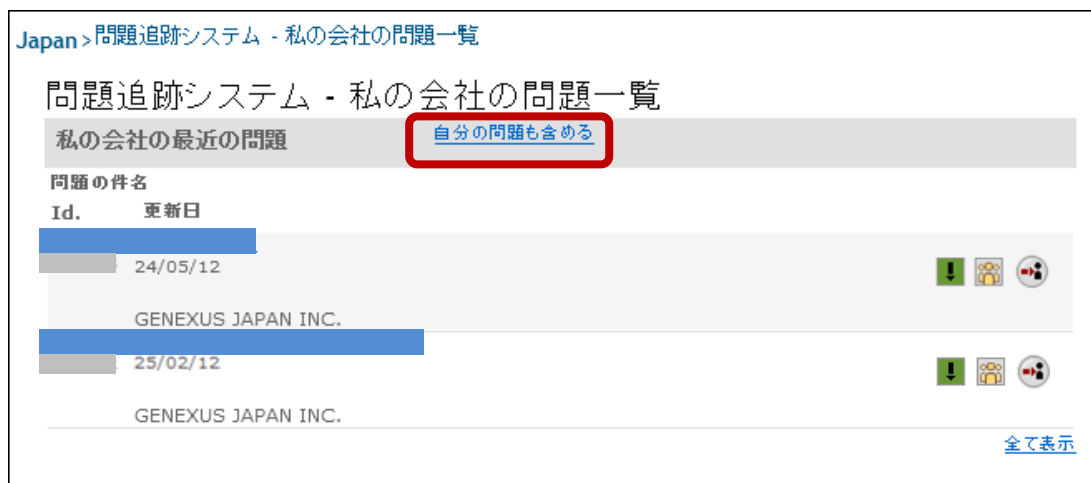 Japan>問題追跡システム - 私の会社の問題一覧
問題追跡システム - 私の会社の問題一覧
私の会社の最近の問題 自分の問題も含める
問題の件名
Id. 更新日
24/05/12
GENEXUS JAPAN INC.
25/02/12
GENEXUS JAPAN INC.
全て表示